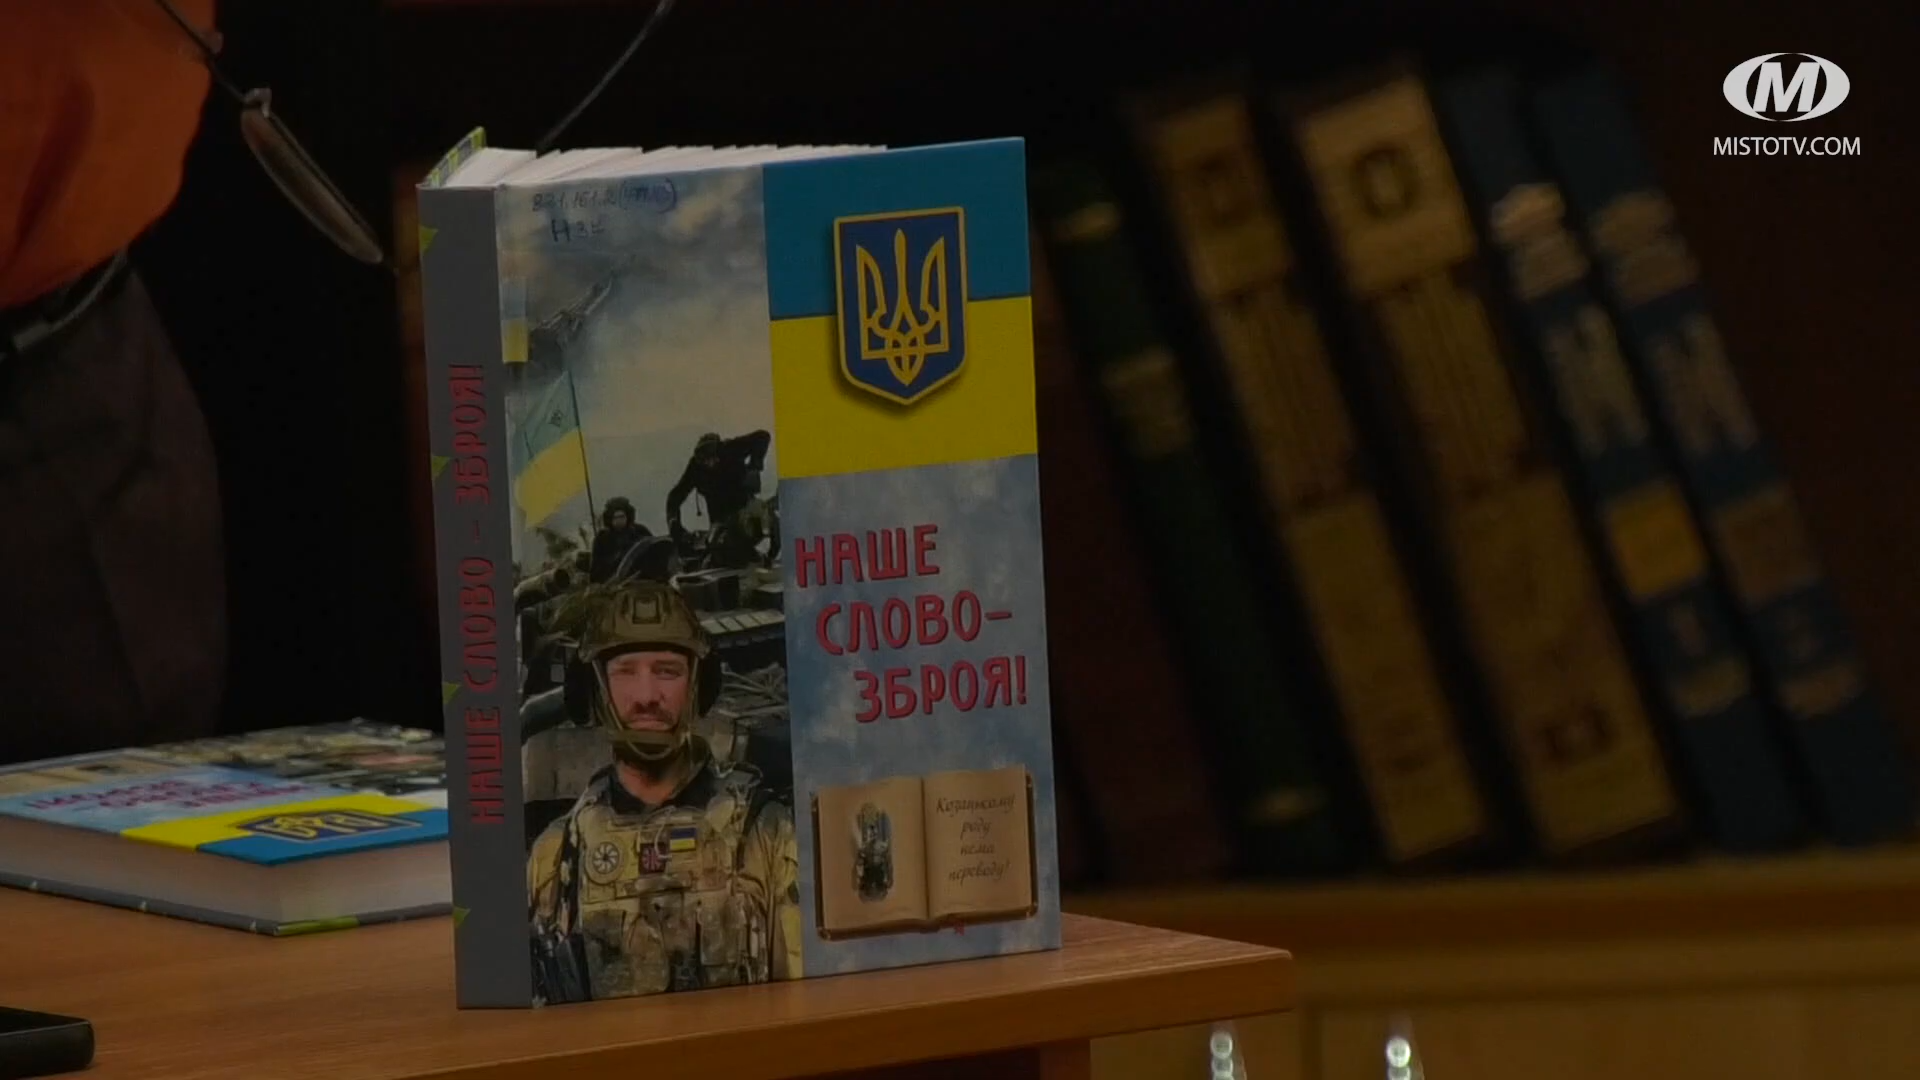 MISTOTV.COM
НАШЕ СЛОВО – ЗБРОЯ!
НАШЕ
СЛОВО–
ЗБРОЯ!
Козацькому
роду
нема
переводу!